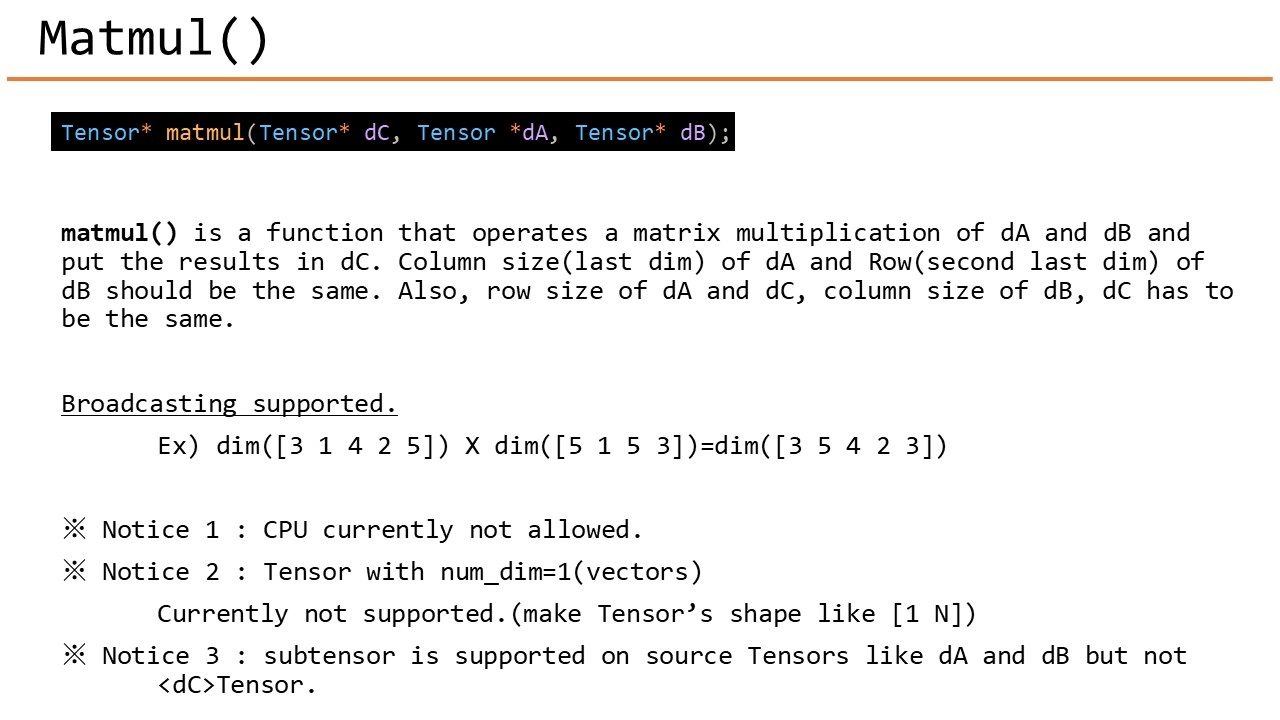 Matmul()
Tensor* matmul(Tensor* dC, Tensor *dA, Tensor* dB);
matmul() is a function that operates a matrix multiplication of dA and dB and
put the results in dC. Column size(last dim) of dA and Row(second last dim) of
dB should be the same. Also, row size of dA and dC, column size of dB, dC has to
be the same.
Broadcasting supported.
Ex) dim([3 1 4 2 5]) X dim([5 1 5 3])=dim([3 5 4 2 3])
※ Notice 1 : CPU currently not allowed.
※ Notice 2 : Tensor with num_dim=1(vectors)
Currently not supported.(make Tensor’s shape like [1 N])
※ Notice 3 : subtensor is supported on source Tensors like dA and dB but not
<dC>Tensor.